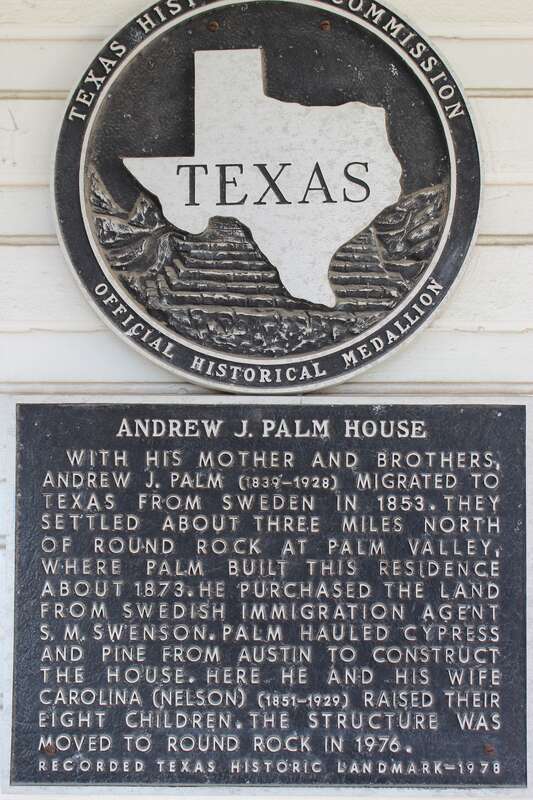 TEXAS HIST COMMISSION
TEXAS
OFFICIAL HISTORICAL MEDALLION
ANDREW J. PALM HOUSE
WITH HIS MOTHER AND BROTHERS,
ANDREW J. PALM (1839–1928) MIGRATED TO
TEXAS FROM SWEDEN IN 1853. THEY
SETTLED ABOUT THREE MILES NORTH
OF ROUND ROCK AT PALM VALLEY,
WHERE PALM BUILT THIS RESIDENCE
ABOUT 1873. HE PURCHASED THE LAND
FROM SWEDISH IMMIGRATION AGENT
S. M. SWENSON. PALM HAULED CYPRESS
AND PINE FROM AUSTIN TO CONSTRUCT
THE HOUSE. HERE HE AND HIS WIFE
CAROLINA (NELSON) (1851–1929) RAISED THEIR
EIGHT CHILDREN. THE STRUCTURE WAS
MOVED TO ROUND ROCK IN 1976.
RECORDED TEXAS HISTORIC LANDMARK–1978